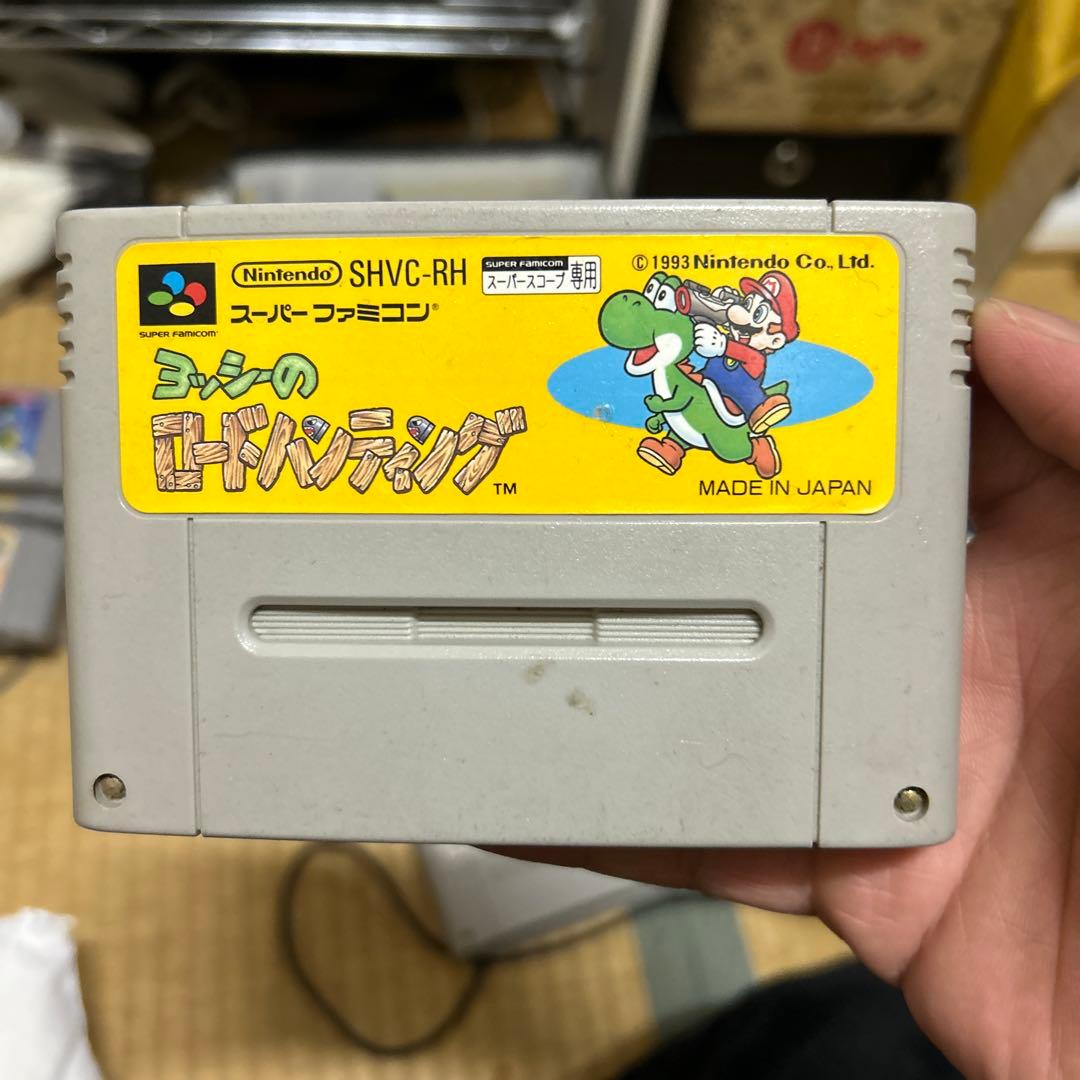 Nintendo SHVC-RH
SUPER FAMICOM
スーパースコープ 専用
© 1993 Nintendo Co., Ltd.
SUPER FAMICOM
スーパー ファミコン®
ヨッシーの
ロードハンティング™
MADE IN JAPAN